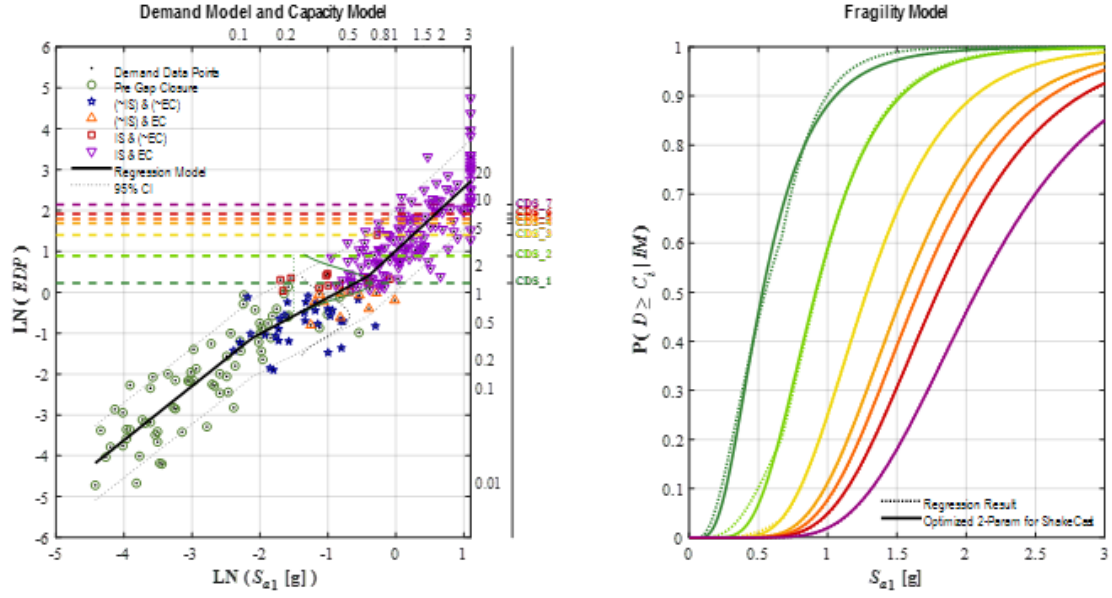 Demand Model and Capacity Model
0.1 0.2 0.5 0.81 1.5 2 3
6
5
4
3
2
1
0
-1
-2
-3
-4
-5
-6
LN( EDP)
Demand Data Points
Pre Gap Closure
(~IS) & (~EC)
(~IS) & EC
IS & (~EC)
IS & EC
Regression Model
95% CI
20
10
5
2
1
0.5
0.2
0.1
0.01
CDS_7
CDS_3
CDS_2
CDS_1
-5 -4 -3 -2 -1 0 1
LN ( Sa1 [g] )
Fragility Model
1
0.9
0.8
0.7
0.6
0.5
0.4
0.3
0.2
0.1
0
P( D ≥ Ci | IM)
Regression Result
Optimized 2-Param for ShakeCast
0 0.5 1 1.5 2 2.5 3
Sa1 [g]